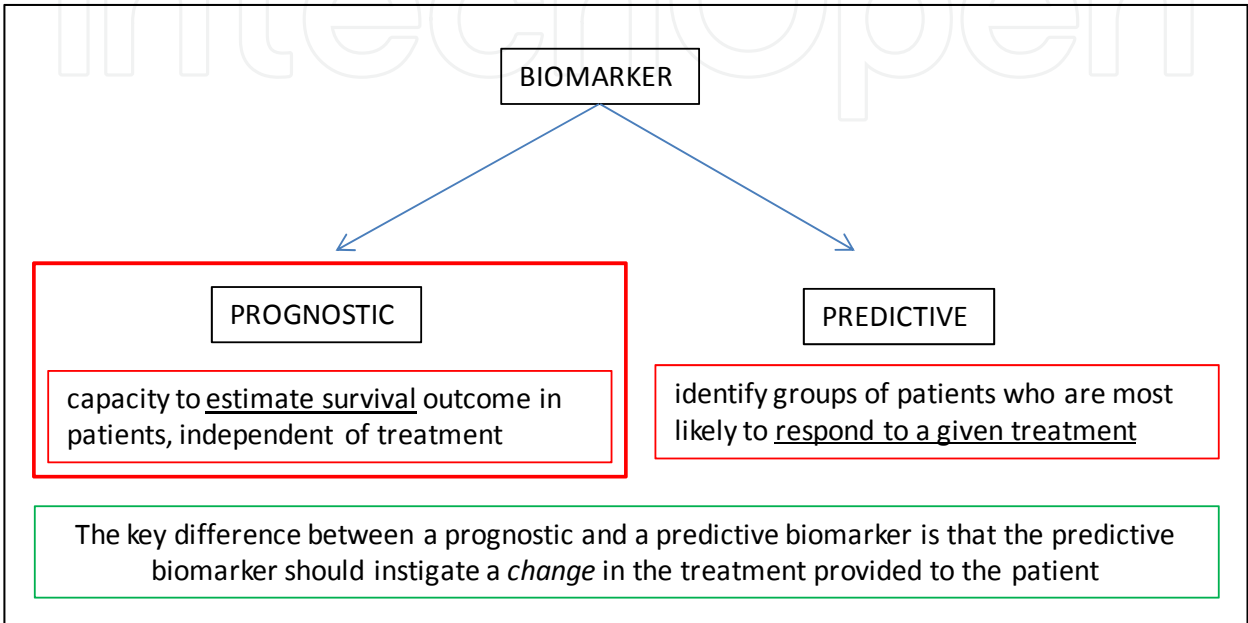 IntechOpen
BIOMARKER
PROGNOSTIC
capacity to estimate survival outcome in
patients, independent of treatment
PREDICTIVE
identify groups of patients who are most
likely to respond to a given treatment
The key difference between a prognostic and a predictive biomarker is that the predictive
biomarker should instigate a change in the treatment provided to the patient